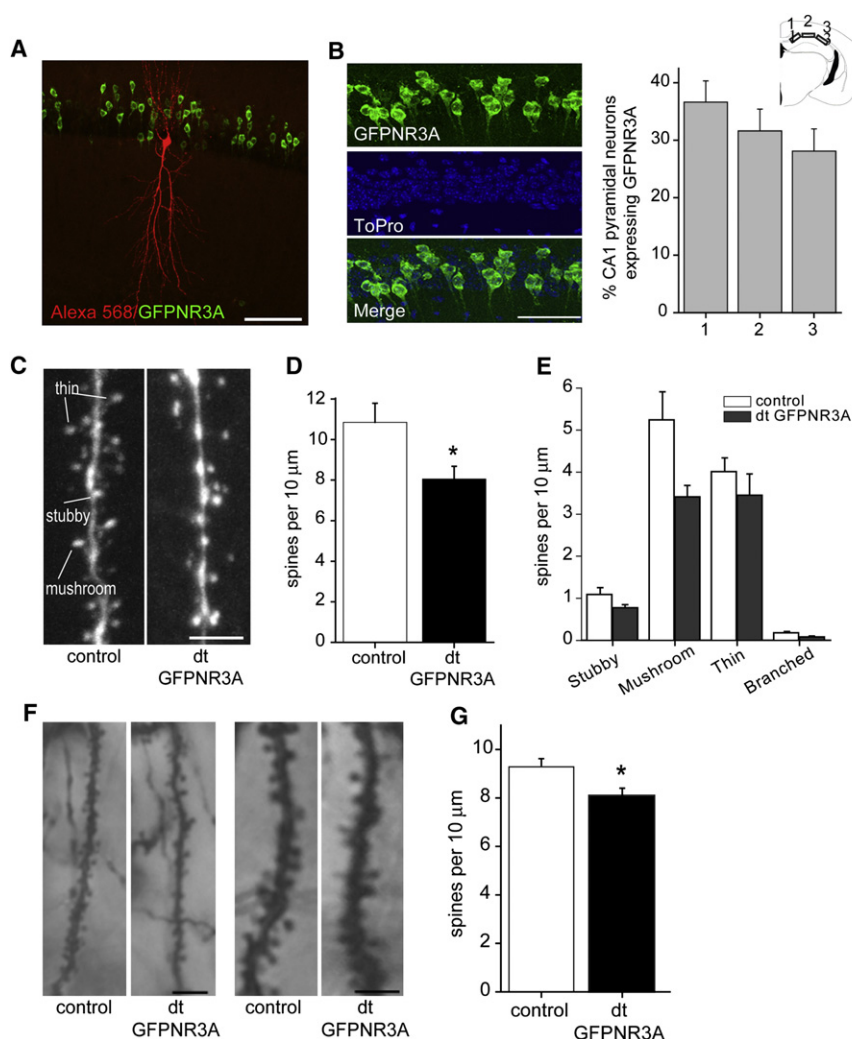 A
Alexa 568/GFPNR3A
B
GFPNR3A
ToPro
Merge
% CA1 pyramidal neurons
expressing GFPNR3A
40
30
20
10
0
1
2
3
1
2
3
C
thin
stubby
mushroom
control
dt
GFPNR3A
D
spines per 10 µm
12
10
8
6
4
2
0
*
control
dt
GFPNR3A
E
spines per 10 µm
6
5
4
3
2
1
0
control
dt GFPNR3A
Stubby
Mushroom
Thin
Branched
F
control
dt
GFPNR3A
control
dt
GFPNR3A
G
spines per 10 µm
10
8
6
4
2
0
*
control
dt
GFPNR3A